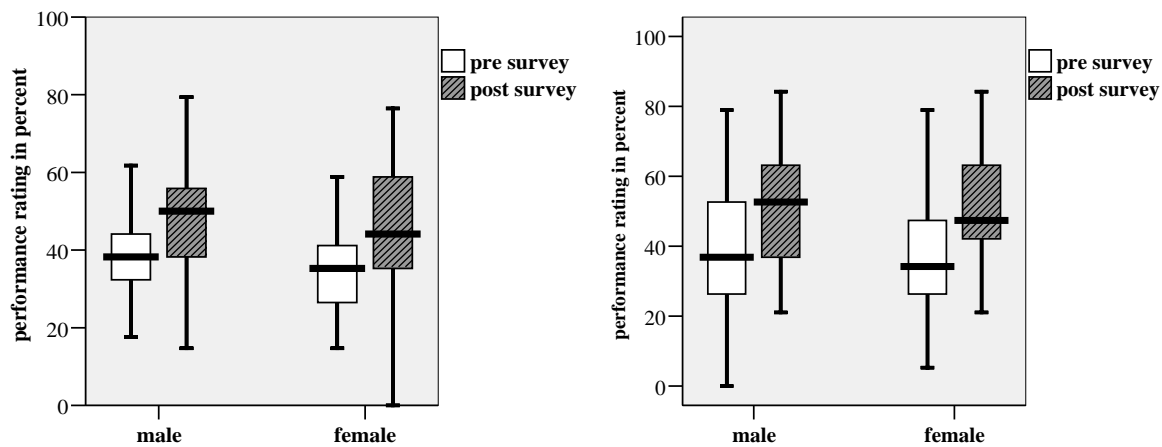 100
80
60
40
20
0
performance rating in percent
male
female
pre survey
post survey
100
80
60
40
20
0
performance rating in percent
male
female
pre survey
post survey